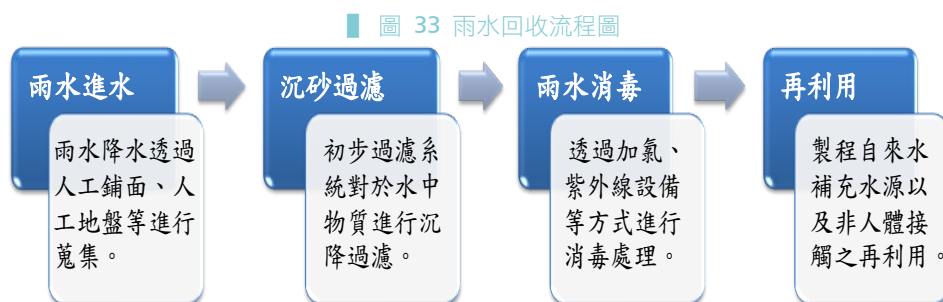 圖 33 雨水回收流程圖
雨水進水
雨水降水透過
人工鋪面、人
工地盤等進行
蒐集。
沉砂過濾
初步過濾系
統對於水中
物質進行沉
降過濾。
雨水消毒
透過加氯、
紫外線設備
等方式進行
消毒處理。
再利用
製程自來水
補充水源以
及非人體接
觸之再利用。